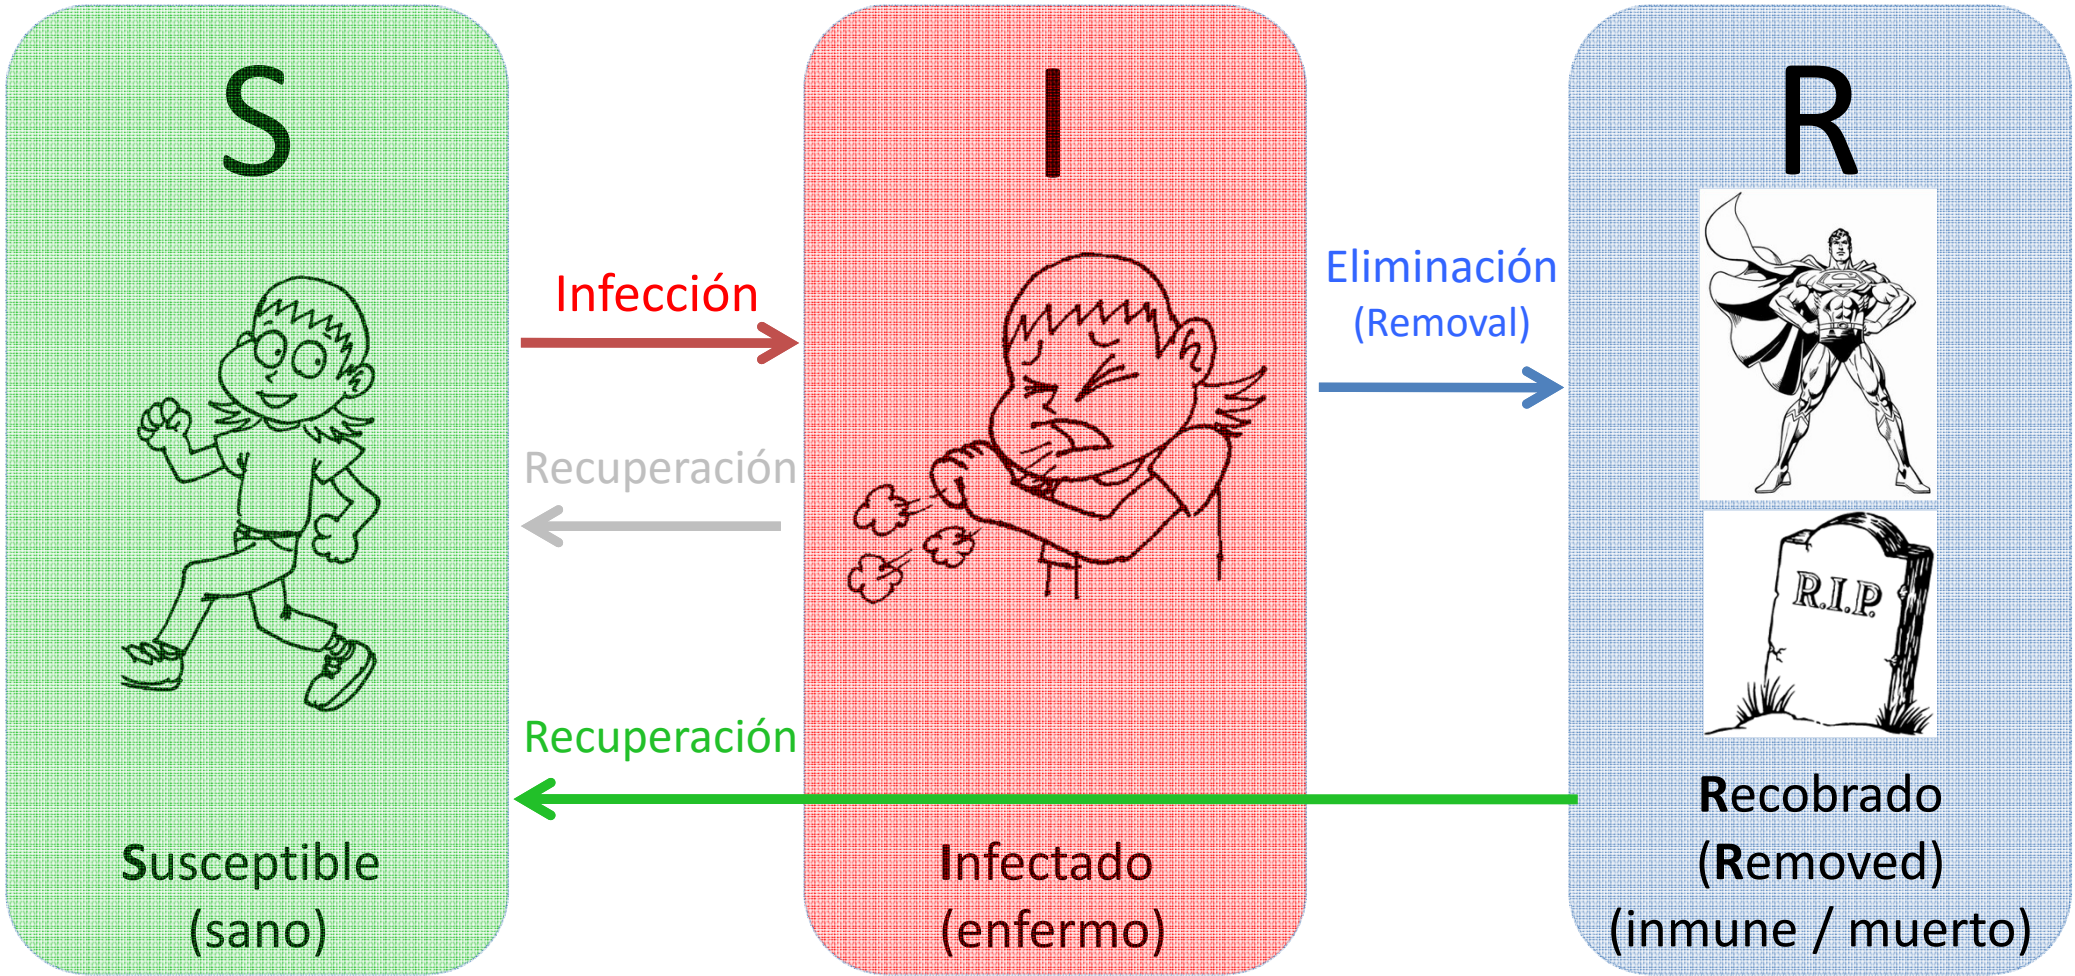 S
Susceptible
(sano)
Infección
Recuperación
Recuperación
I
Infectado
(enfermo)
Eliminación
(Removal)
R
R.I.P.
Recobrado
(Removed)
(inmune / muerto)